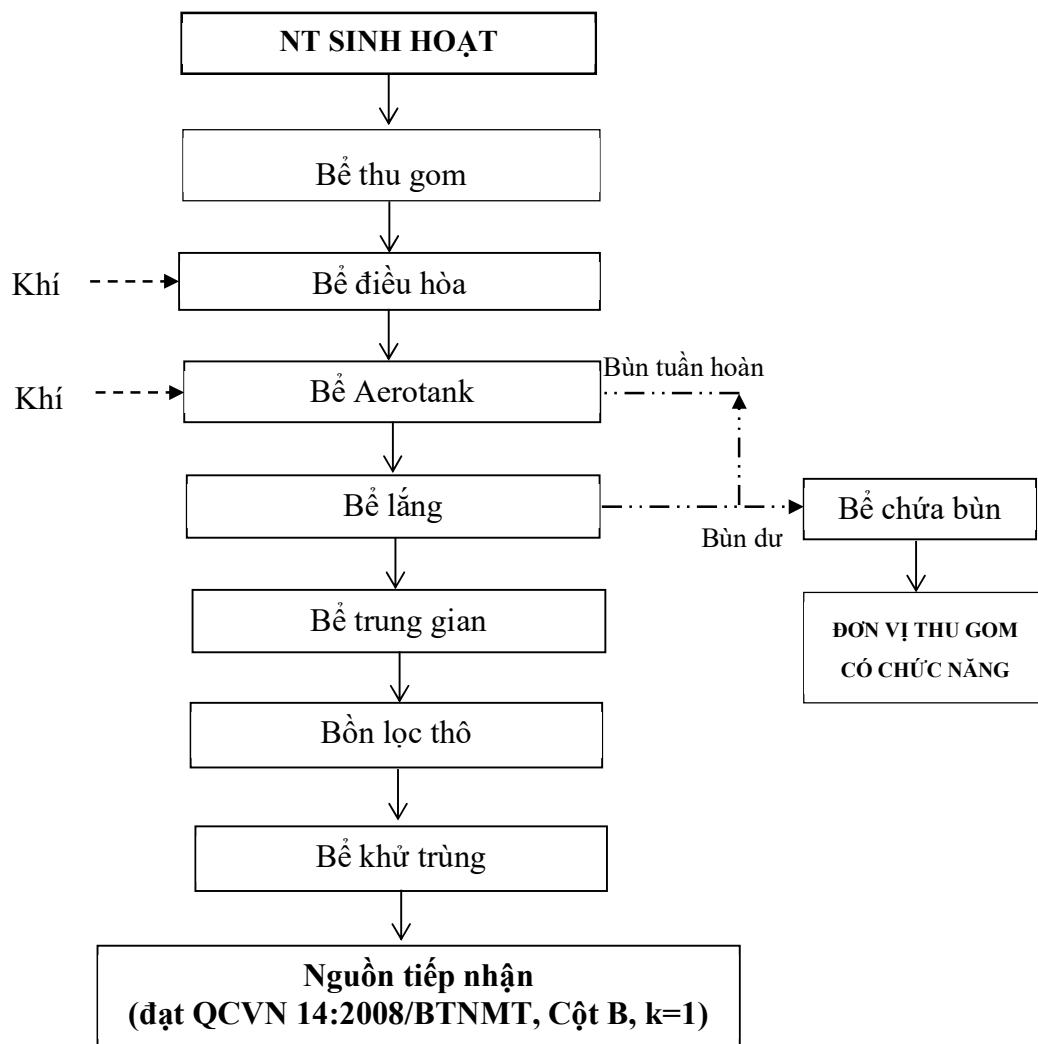 NT SINH HOẠT
Bể thu gom
Khí
Bể điều hòa
Khí
Bể Aerotank
Bùn tuần hoàn
Bể lắng
Bùn dư
Bể chứa bùn
Bể trung gian
ĐƠN VỊ THU GOM
CÓ CHỨC NĂNG
Bồn lọc thô
Bể khử trùng
Nguồn tiếp nhận
(đạt QCVN 14:2008/BTNMT, Cột B, k=1)